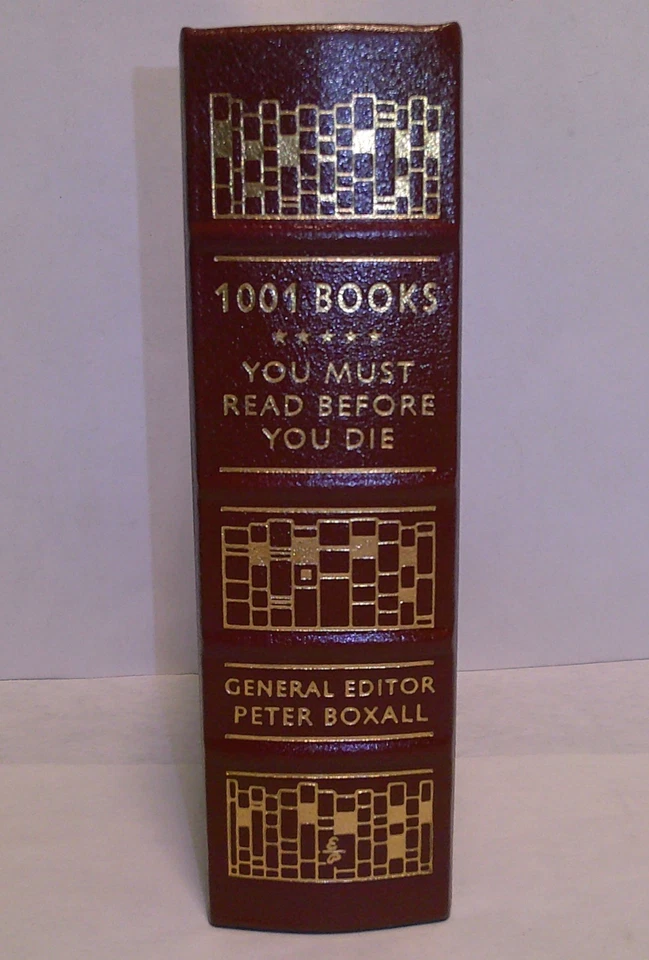 1001 BOOKS
YOU MUST
READ BEFORE
YOU DIE
GENERAL EDITOR
PETER BOXALL